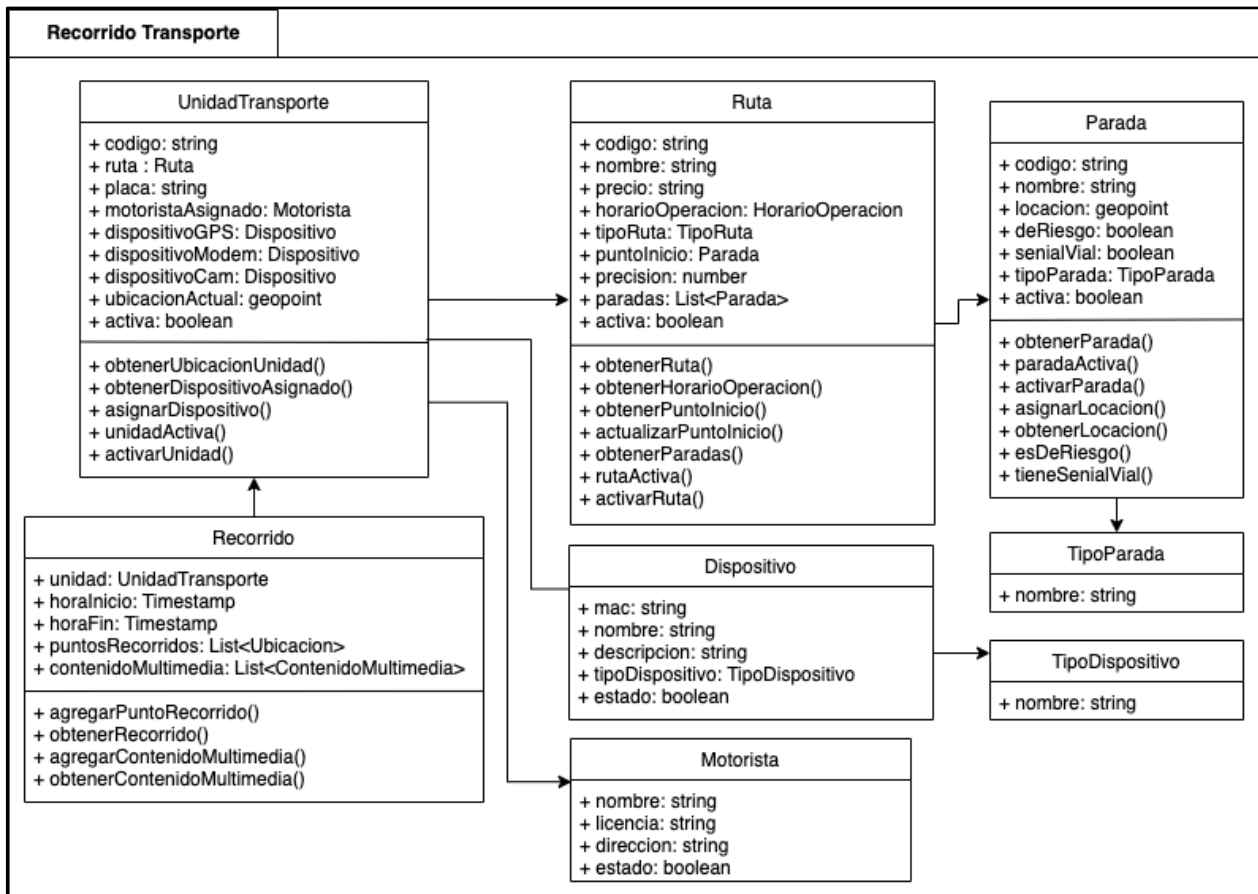 Recorrido Transporte
UnidadTransporte
+ codigo: string
+ ruta : Ruta
+ placa: string
+ motoristaAsignado: Motorista
+ dispositivoGPS: Dispositivo
+ dispositivoModem: Dispositivo
+ dispositivoCam: Dispositivo
+ ubicacionActual: geopoint
+ activa: boolean
+ obtenerUbicacionUnidad()
+ obtenerDispositivoAsignado()
+ asignarDispositivo()
+ unidadActiva()
+ activarUnidad()
Ruta
+ codigo: string
+ nombre: string
+ precio: string
+ horarioOperacion: HorarioOperacion
+ tipoRuta: TipoRuta
+ puntoInicio: Parada
+ precision: number
+ paradas: List<Parada>
+ activa: boolean
+ obtenerRuta()
+ obtenerHorarioOperacion()
+ obtenerPuntoInicio()
+ actualizarPuntoInicio()
+ obtenerParadas()
+ rutaActiva()
+ activarRuta()
Parada
+ codigo: string
+ nombre: string
+ locacion: geopoint
+ deRiesgo: boolean
+ senialVial: boolean
+ tipoParada: TipoParada
+ activa: boolean
+ obtenerParada()
+ paradaActiva()
+ activarParada()
+ asignarLocacion()
+ obtenerLocacion()
+ esDeRiesgo()
+ tieneSenialVial()
Recorrido
+ unidad: UnidadTransporte
+ horaInicio: Timestamp
+ horaFin: Timestamp
+ puntosRecorridos: List<Ubicacion>
+ contenidoMultimedia: List<ContenidoMultimedia>
+ agregarPuntoRecorrido()
+ obtenerRecorrido()
+ agregarContenidoMultimedia()
+ obtenerContenidoMultimedia()
Dispositivo
+ mac: string
+ nombre: string
+ descripcion: string
+ tipoDispositivo: TipoDispositivo
+ estado: boolean
TipoParada
+ nombre: string
TipoDispositivo
+ nombre: string
Motorista
+ nombre: string
+ licencia: string
+ direccion: string
+ estado: boolean